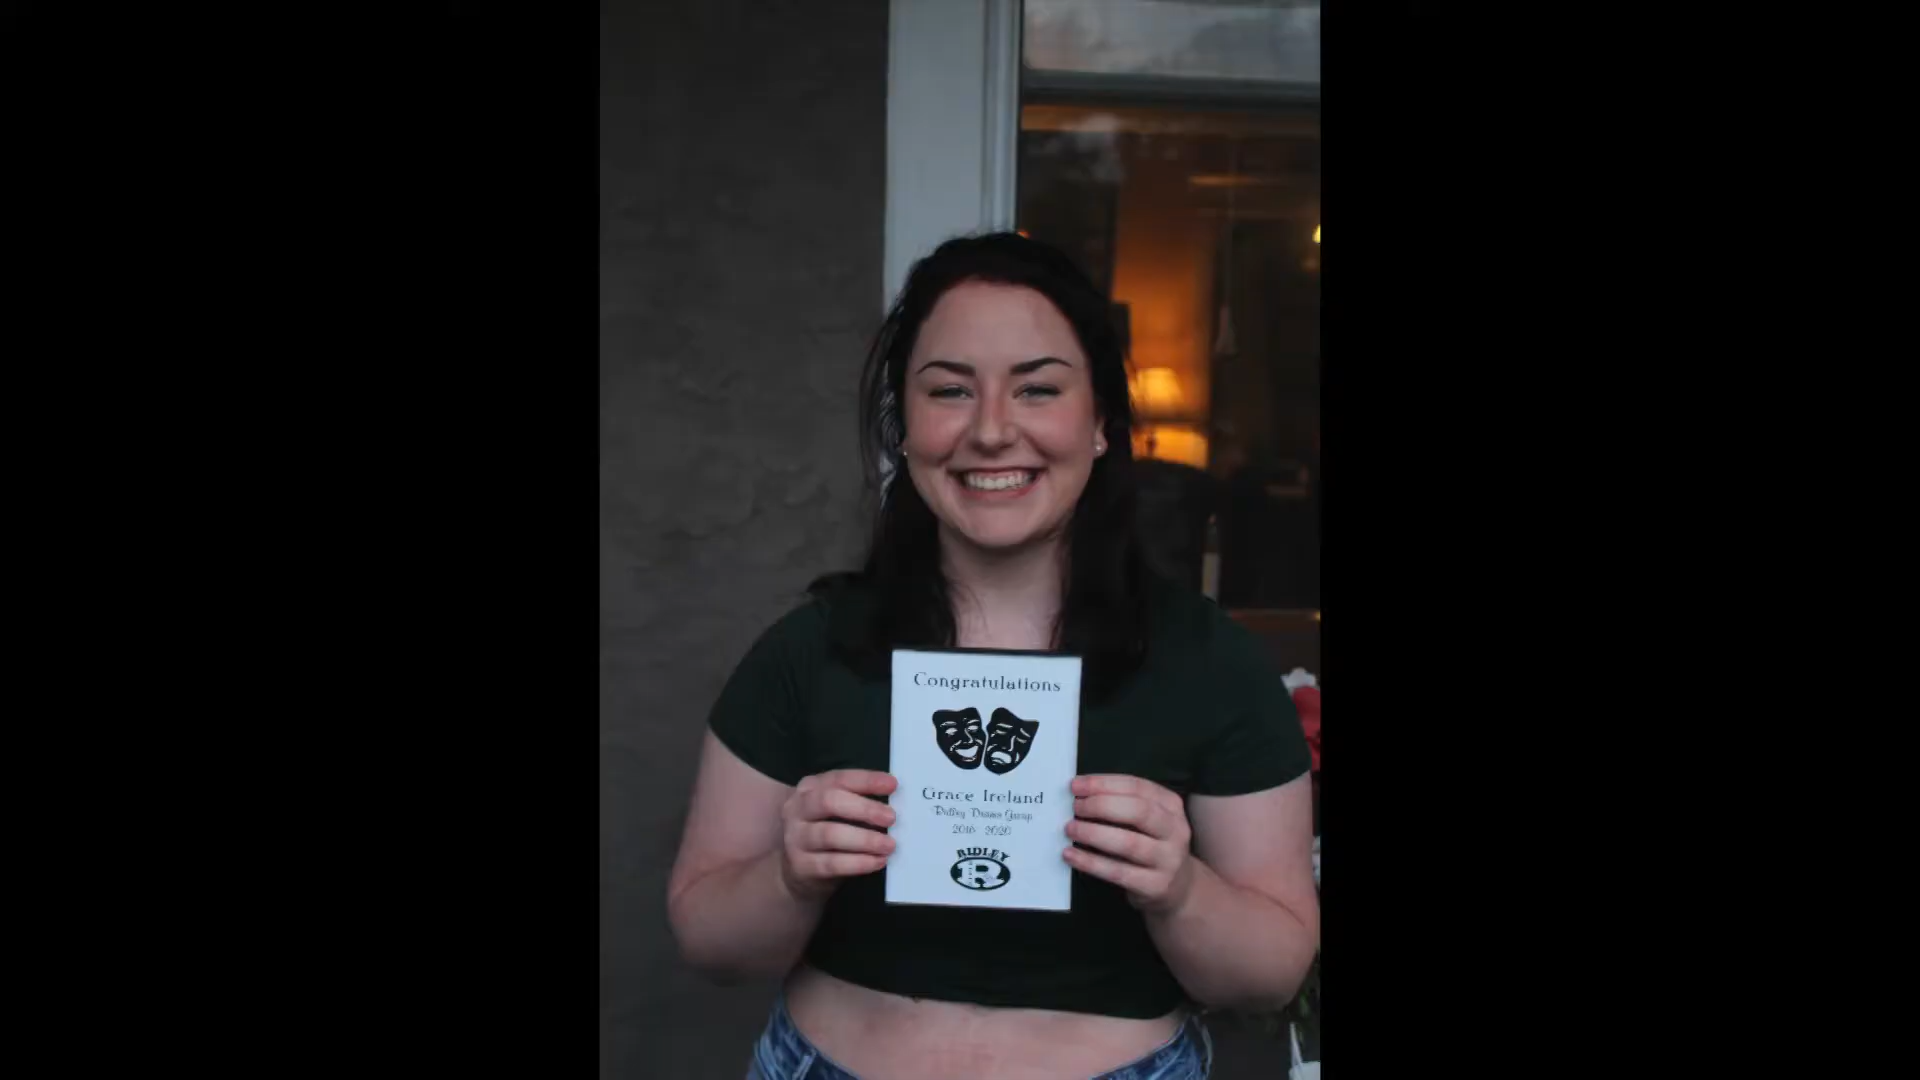 Congratulations
Grace Ireland
Ridley Drama Group
2016 - 2020
RIDLEY
R